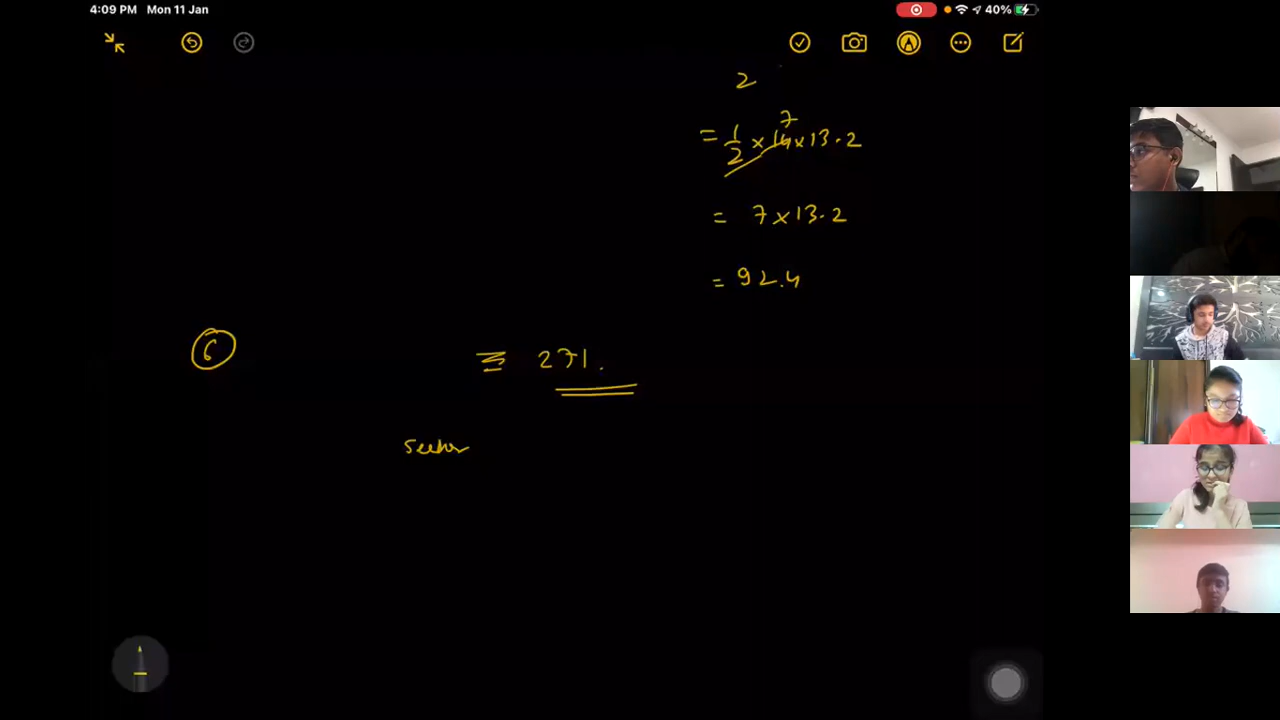 4:09 PM Mon 11 Jan
40%
2
7
= 1/2 × 14 × 13.2
= 7 × 13.2
= 92.4
6
= 271.